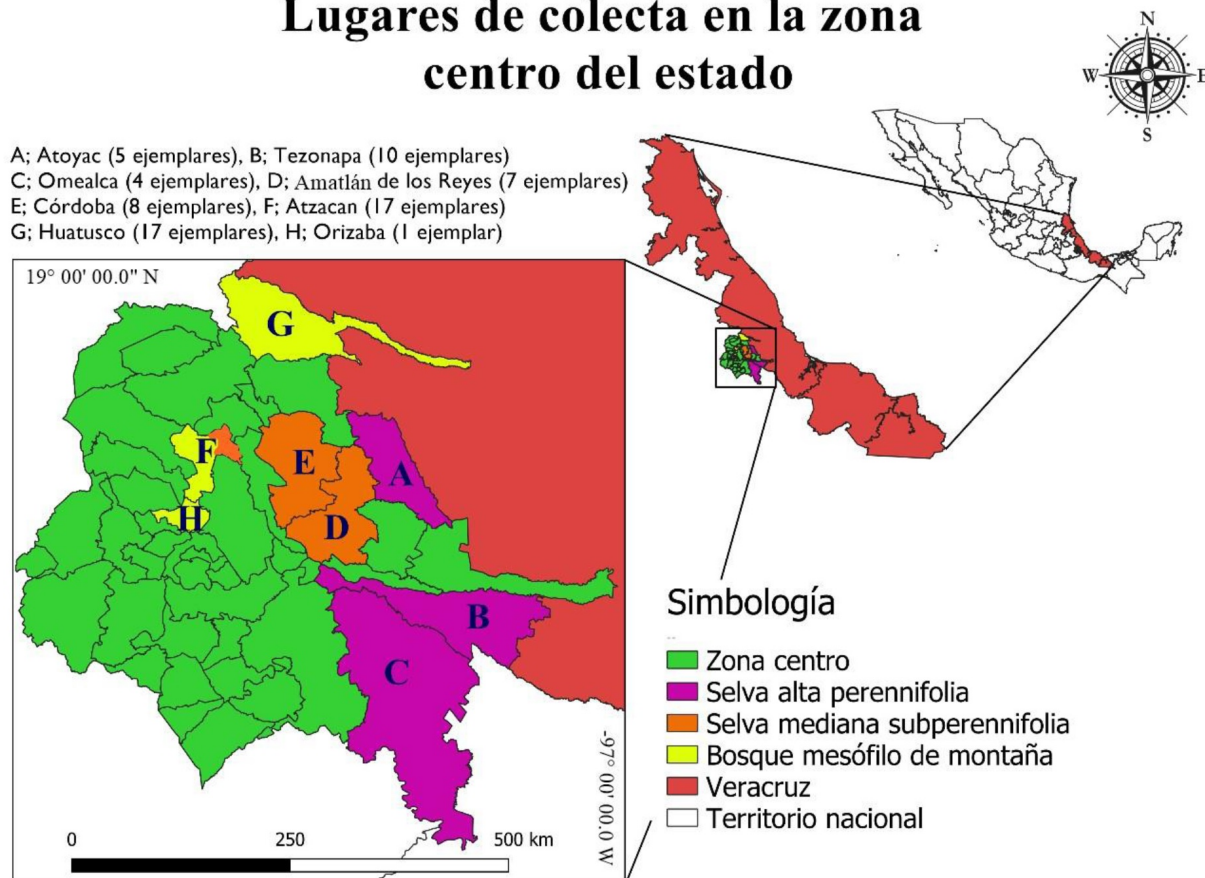 Lugares de colecta en la zona
centro del estado
N
W
E
S
A; Atoyac (5 ejemplares), B; Tezonapa (10 ejemplares)
C; Omealca (4 ejemplares), D; Amatlán de los Reyes (7 ejemplares)
E; Córdoba (8 ejemplares), F; Atzacan (17 ejemplares)
G; Huatusco (17 ejemplares), H; Orizaba (1 ejemplar)
19° 00' 00.0" N
G
F
E
A
H
D
B
C
-97° 00' 00.0 W
0 250 500 km
Simbología
Zona centro
Selva alta perennifolia
Selva mediana subperennifolia
Bosque mesófilo de montaña
Veracruz
Territorio nacional